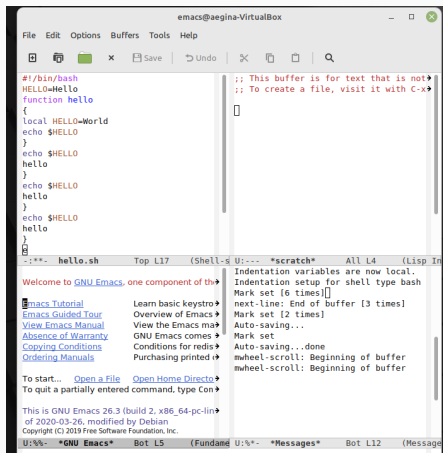 emacs@aegina-VirtualBox
File Edit Options Buffers Tools Help
Save Undo
#!/bin/bash
HELLO=Hello
function hello
{
local HELLO=World
echo $HELLO
}
echo $HELLO
hello
}
echo $HELLO
hello
}
echo $HELLO
hello
}
-:**- hello.sh Top L17 (Shell-s
;; This buffer is for text that is not
;; To create a file, visit it with C-x
U:--- *scratch* All L4 (Lisp In
Welcome to GNU Emacs, one component of the
Emacs Tutorial Learn basic keystro
Emacs Guided Tour Overview of Emacs
View Emacs Manual View the Emacs ma
Absence of Warranty GNU Emacs comes
Copying Conditions Conditions for redis
Ordering Manuals Purchasing printed
To start... Open a File Open Home Directo
To quit a partially entered command, type Con
This is GNU Emacs 26.3 (build 2, x86_64-pc-lin
of 2020-03-26, modified by Debian
Copyright (C) 2019 Free Software Foundation, Inc.
U:%%- *GNU Emacs* Bot L5 (Fundame
Indentation variables are now local.
Indentation setup for shell type bash
Mark set [6 times]
next-line: End of buffer [3 times]
Mark set [2 times]
Auto-saving...
Mark set
Auto-saving...done
mwheel-scroll: Beginning of buffer
mwheel-scroll: Beginning of buffer
U:%*- *Messages* Bot L12 (Message